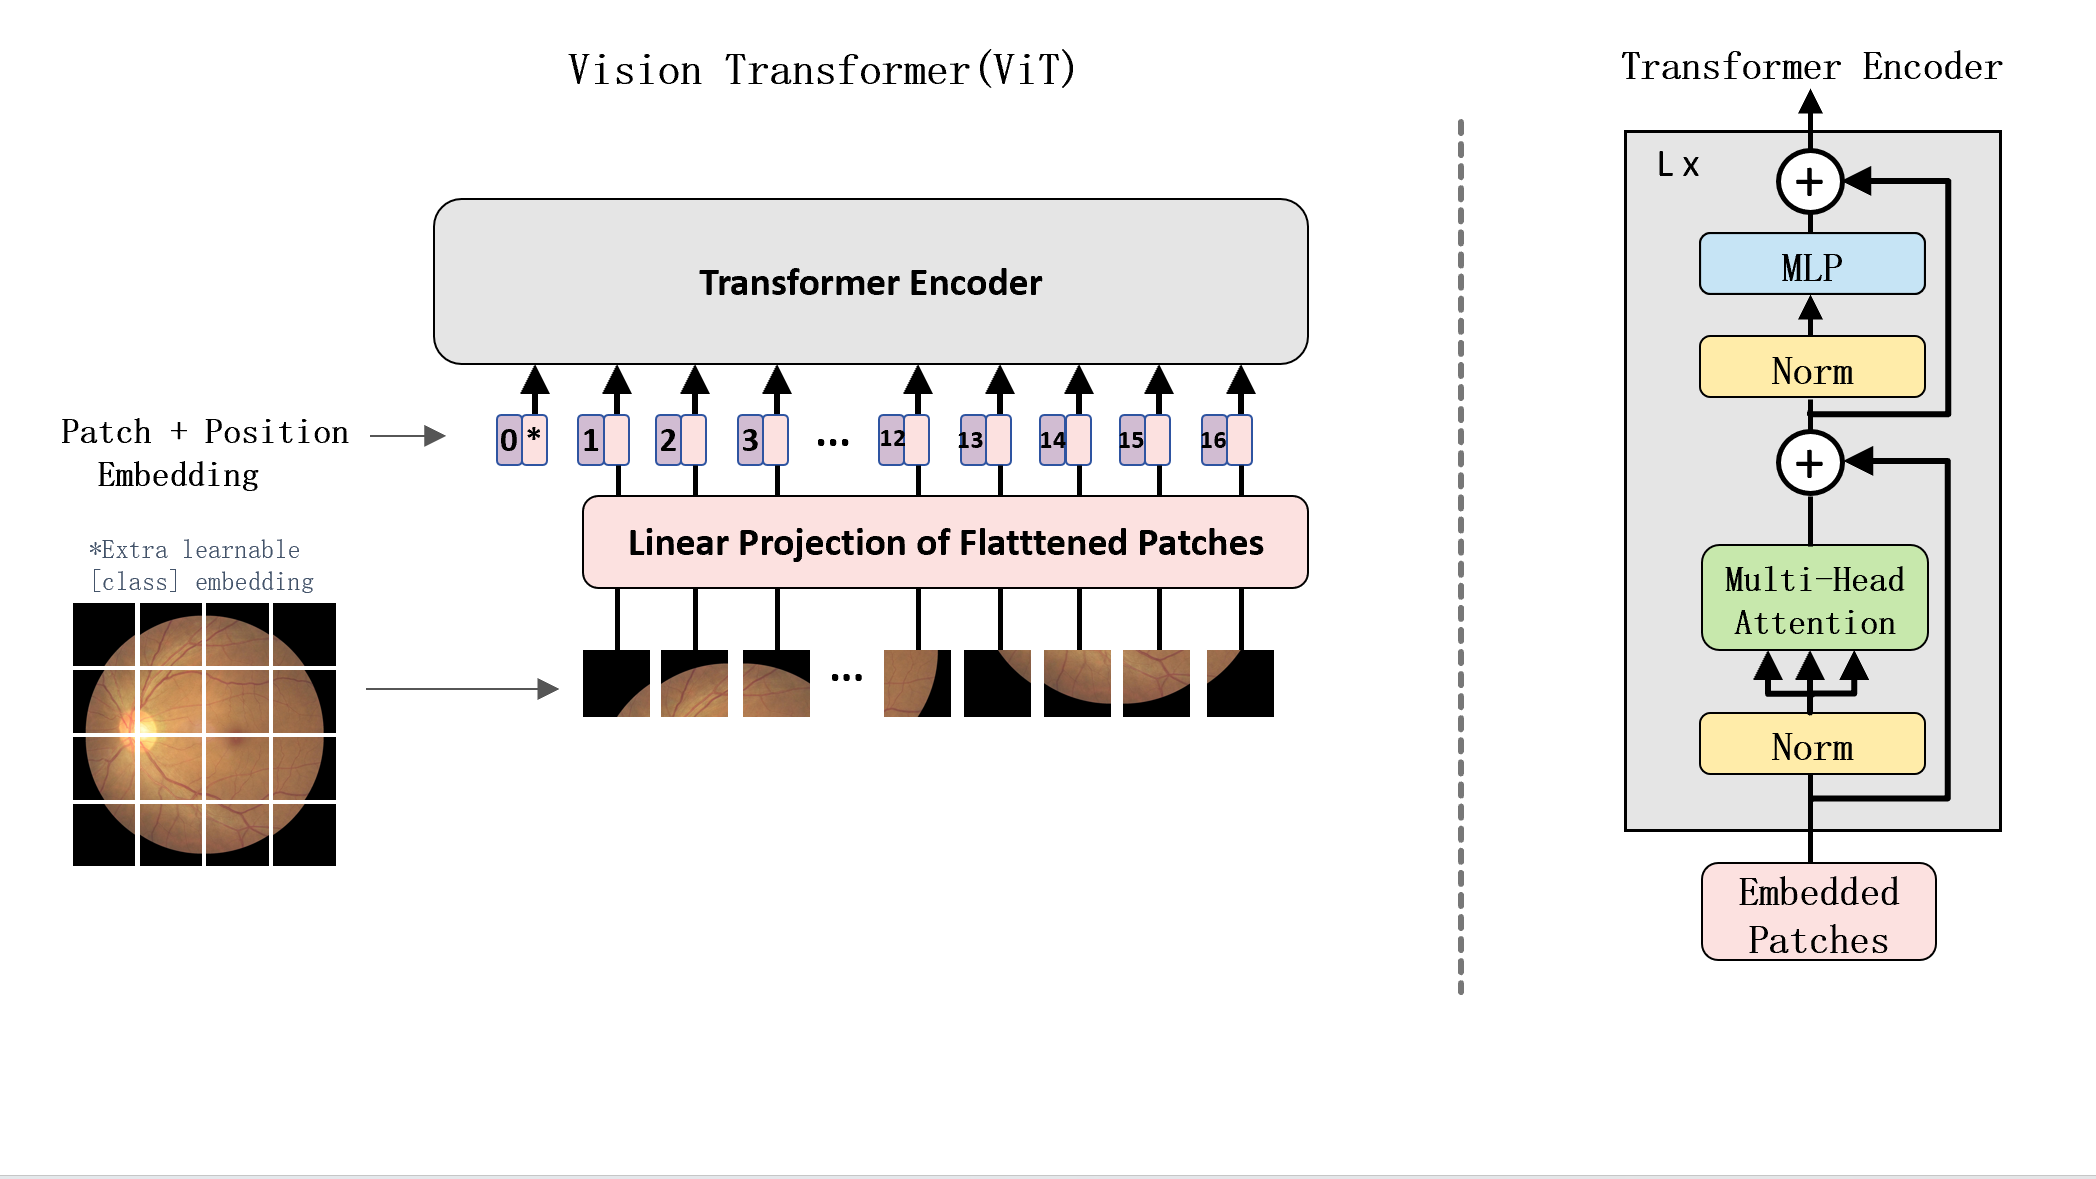 Vision Transformer(ViT)
Transformer Encoder
Patch + Position
Embedding
0 * 1 2 3 ... 12 13 14 15 16
Linear Projection of Flatttened Patches
*Extra learnable
[class] embedding
...
Transformer Encoder
L x
+
MLP
Norm
+
Multi-Head
Attention
Norm
Embedded
Patches